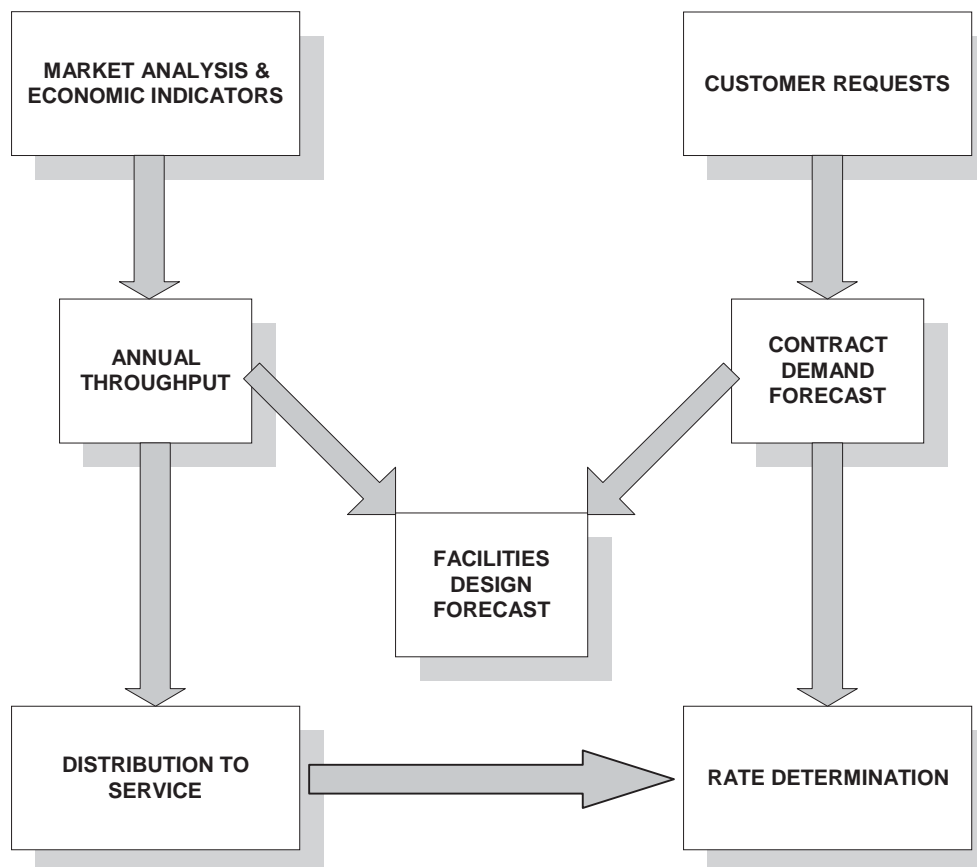 MARKET ANALYSIS &
ECONOMIC INDICATORS
CUSTOMER REQUESTS
ANNUAL
THROUGHPUT
CONTRACT
DEMAND
FORECAST
FACILITIES
DESIGN
FORECAST
DISTRIBUTION TO
SERVICE
RATE DETERMINATION